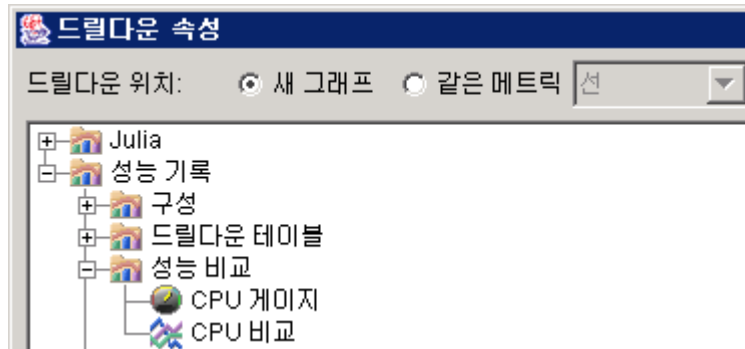 드릴다운 속성
드릴다운 위치: 새 그래프 같은 메트릭 선
Julia
성능 기록
구성
드릴다운 테이블
성능 비교
CPU 게이지
CPU 비교